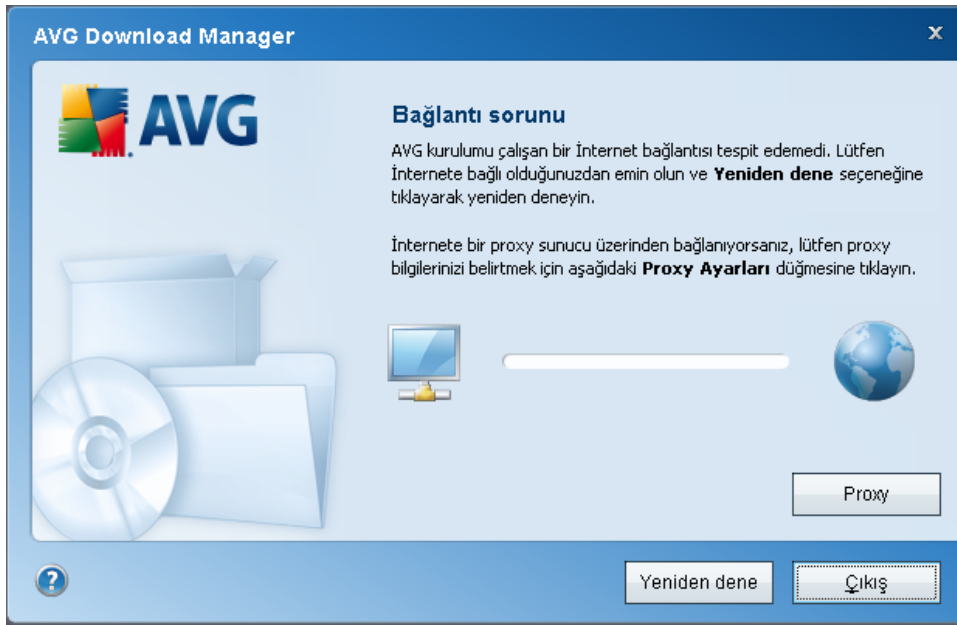 AVG Download Manager
x
AVG
Bağlantı sorunu
AVG kurulumu çalışan bir İnternet bağlantısı tespit edemedi. Lütfen
İnternete bağlı olduğunuzdan emin olun ve Yeniden dene seçeneğine
tıklayarak yeniden deneyin.
İnternete bir proxy sunucu üzerinden bağlanıyorsanız, lütfen proxy
bilgilerinizi belirtmek için aşağıdaki Proxy Ayarları düğmesine tıklayın.
Proxy
?
Yeniden dene
Çıkış